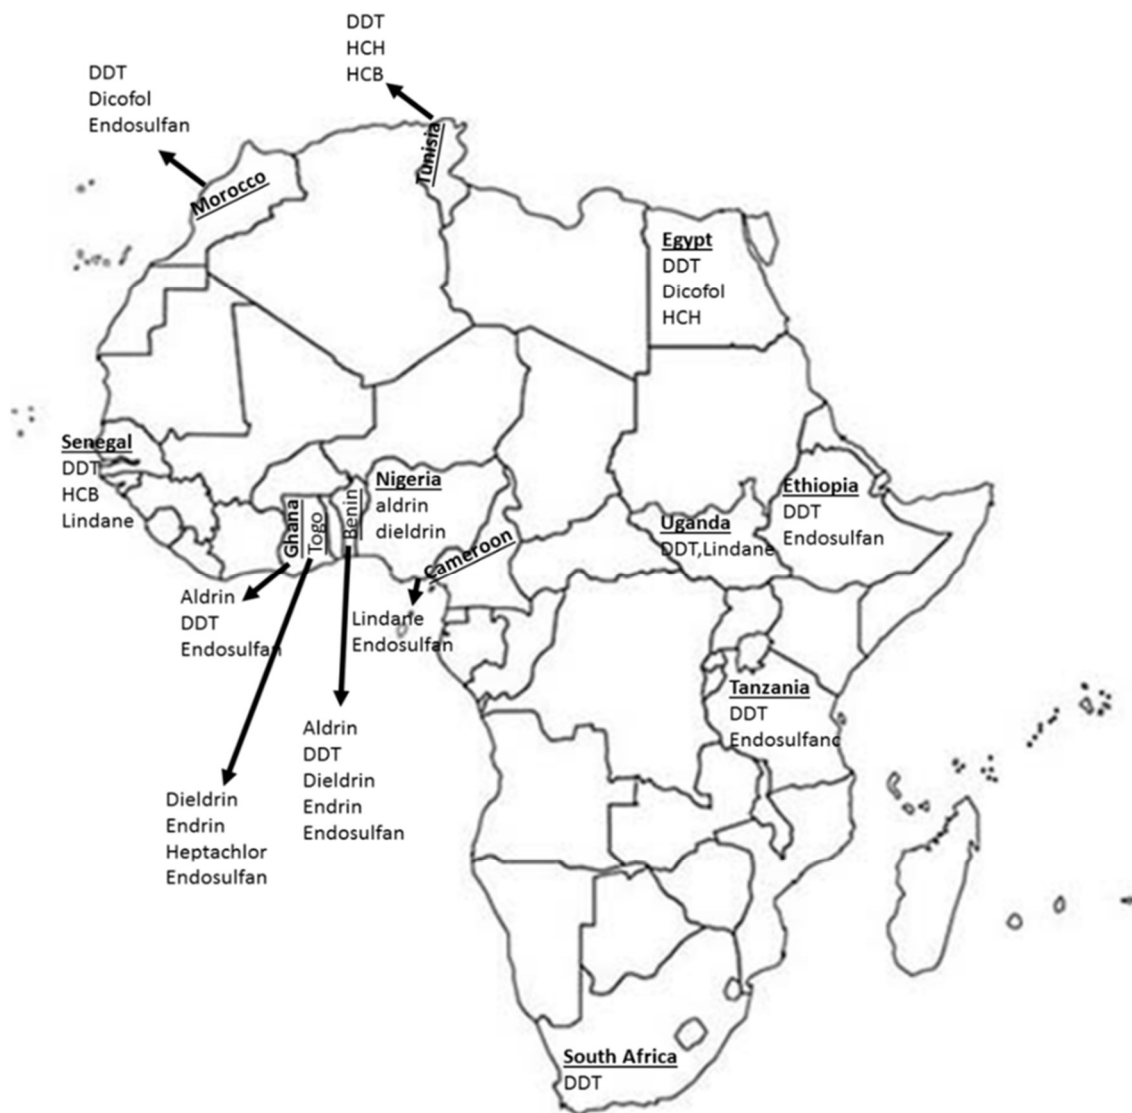 DDT
HCH
HCB
DDT
Dicofol
Endosulfan
Tunisia
Morocco
Egypt
DDT
Dicofol
HCH
Senegal
DDT
HCB
Lindane
Nigeria
aldrin
dieldrin
Benin
Ghana
Togo
Cameroon
Ethiopia
DDT
Endosulfan
Uganda
DDT,Lindane
Aldrin
DDT
Endosulfan
Lindane
Endosulfan
Tanzania
DDT
Endosulfanc
Aldrin
DDT
Dieldrin
Endrin
Endosulfan
Dieldrin
Endrin
Heptachlor
Endosulfan
South Africa
DDT